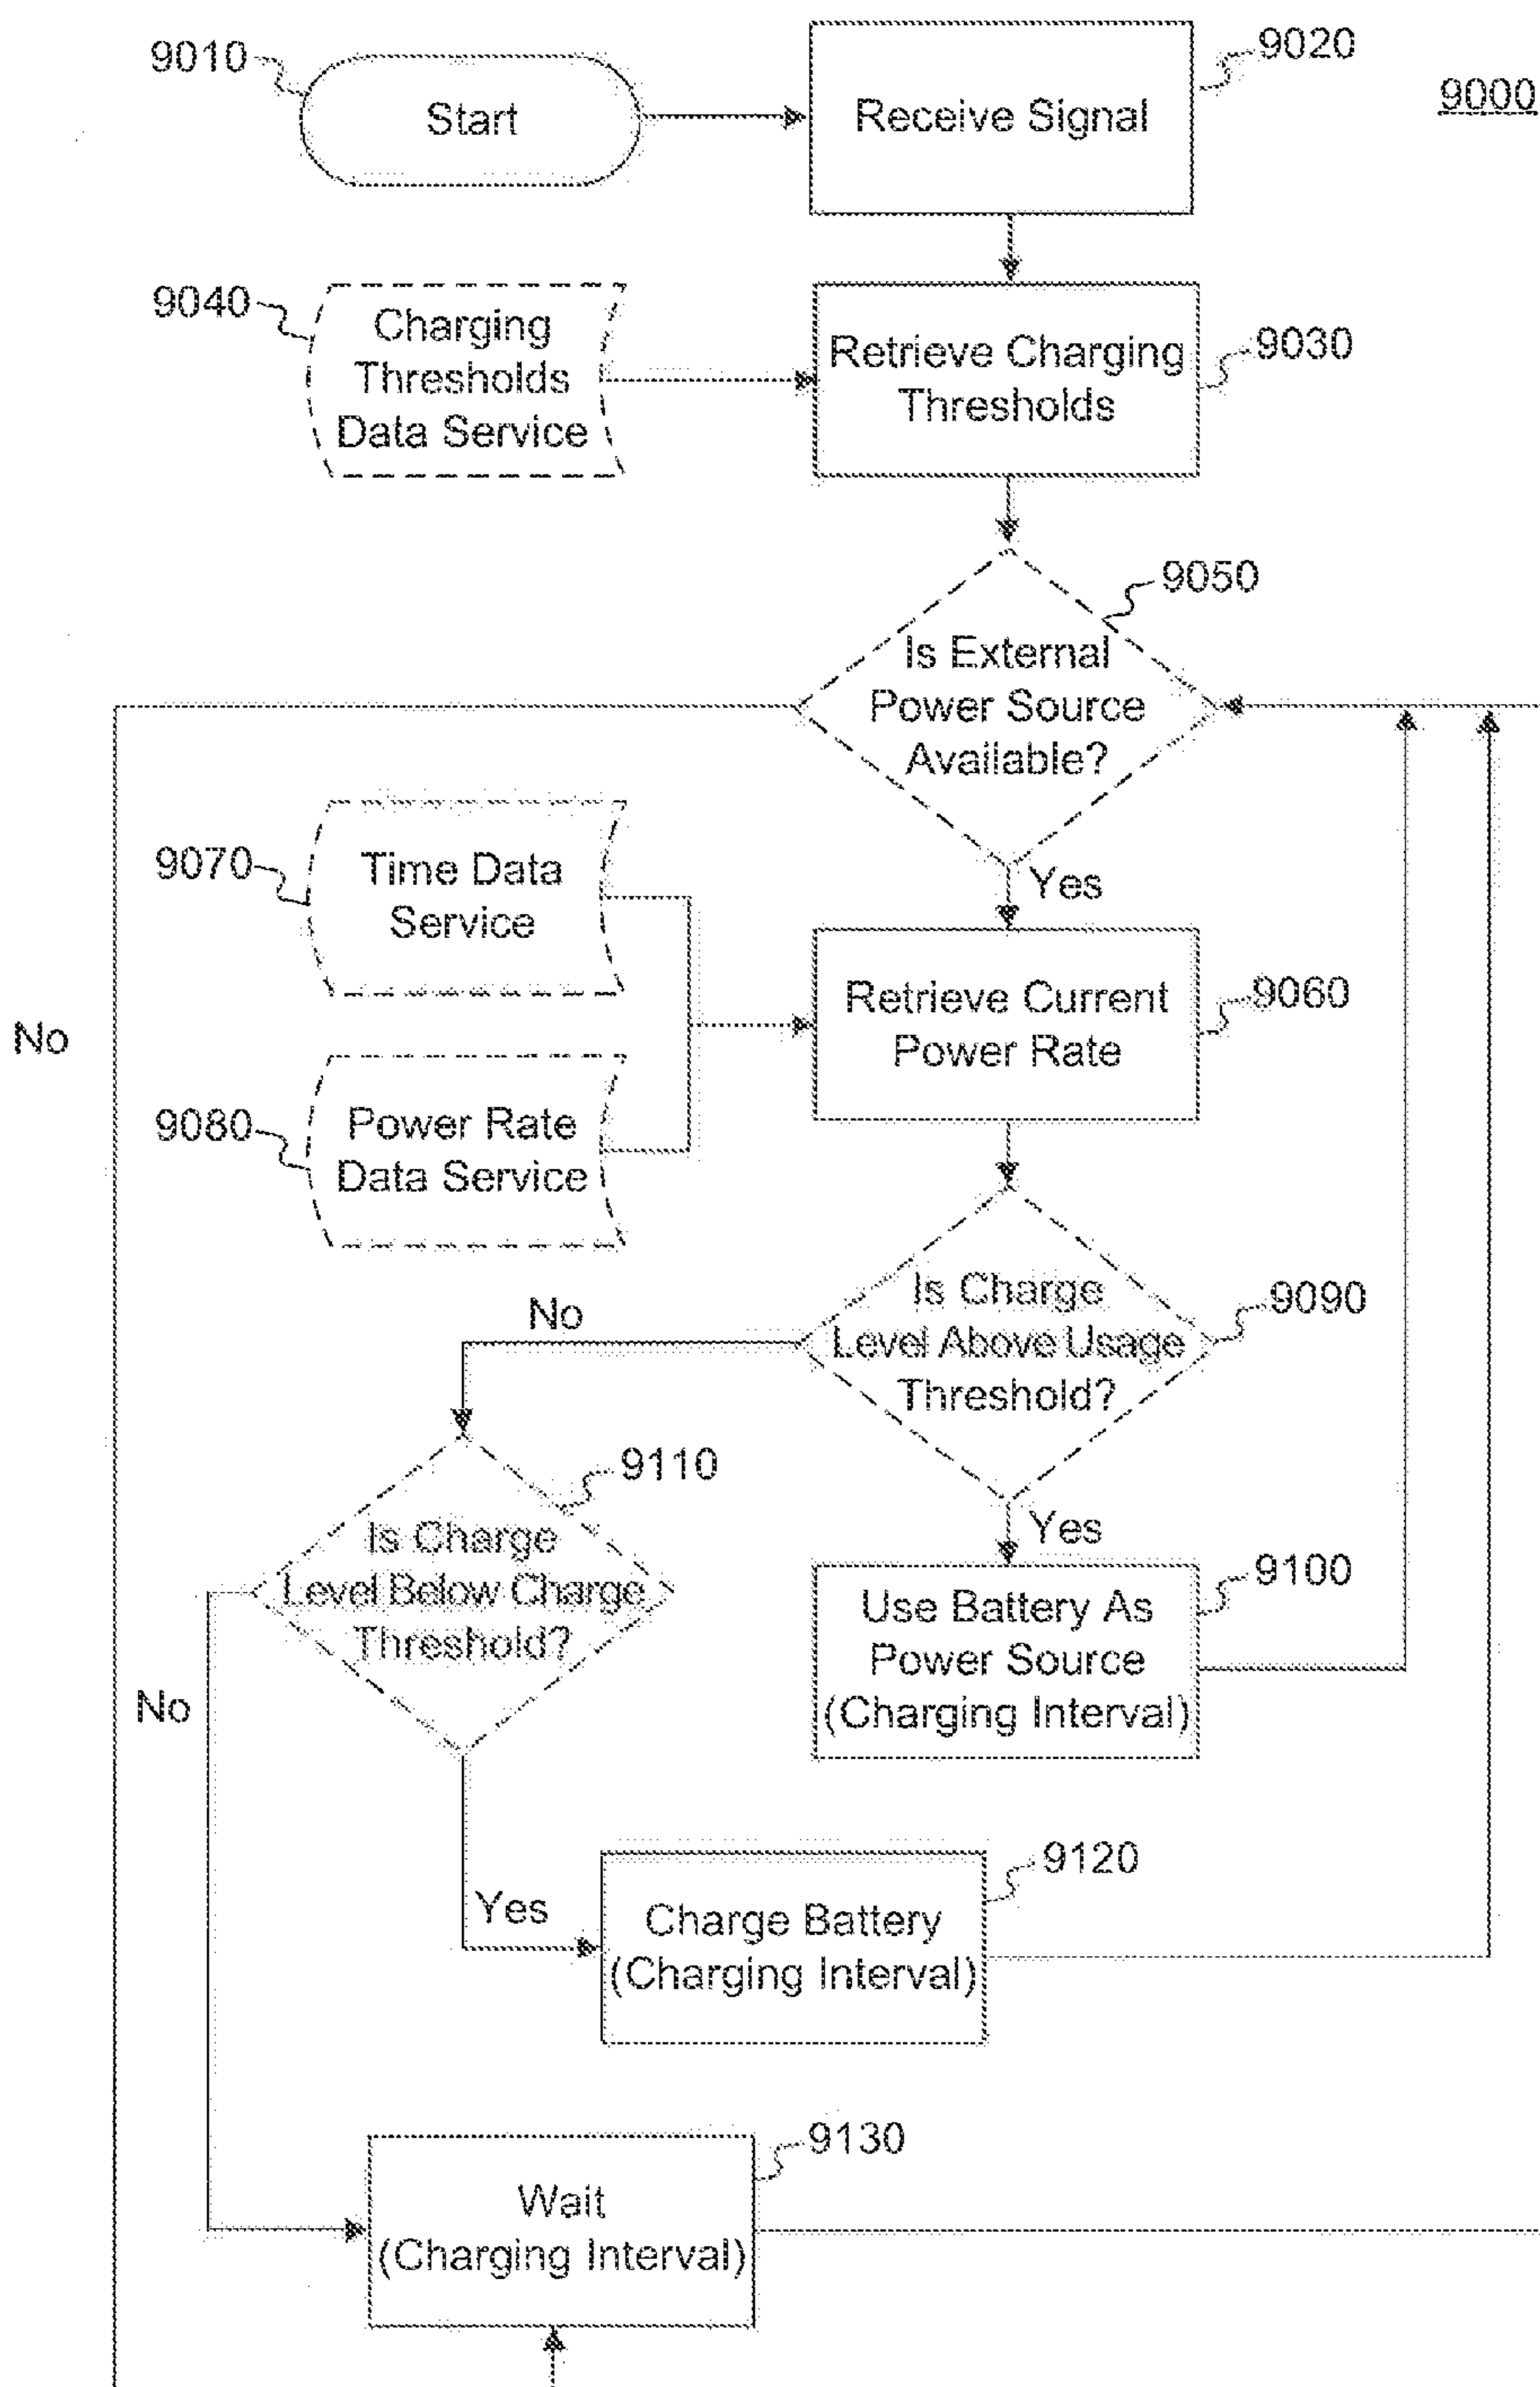 9010
Start
Receive Signal
9020
9000
9040
Charging
Thresholds
Data Service
Retrieve Charging
Thresholds
9030
9050
Is External
Power Source
Available?
9070
Time Data
Service
Yes
No
Retrieve Current
Power Rate
9060
9080
Power Rate
Data Service
No
Is Charge
Level Above Usage
Threshold?
9090
9110
Is Charge
Level Below Charge
Threshold?
Yes
9100
Use Battery As
Power Source
(Charging Interval)
No
9120
Yes
Charge Battery
(Charging Interval)
9130
Wait
(Charging Interval)